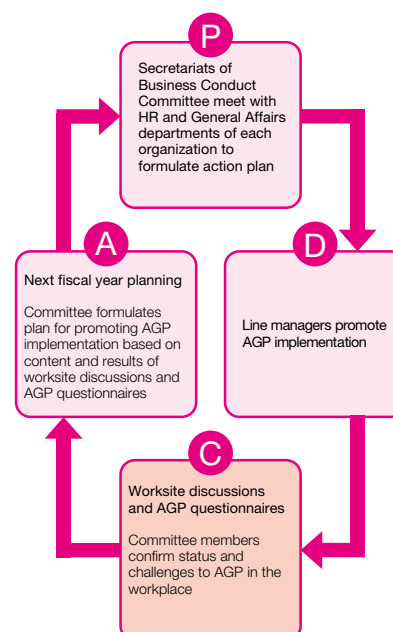 P
Secretariats of
Business Conduct
Committee meet with
HR and General Affairs
departments of each
organization to
formulate action plan
D
Line managers promote
AGP implementation
C
Worksite discussions
and AGP questionnaires
Committee members
confirm status and
challenges to AGP in the
workplace
A
Next fiscal year planning
Committee formulates
plan for promoting AGP
implementation based on
content and results of
worksite discussions and
AGP questionnaires